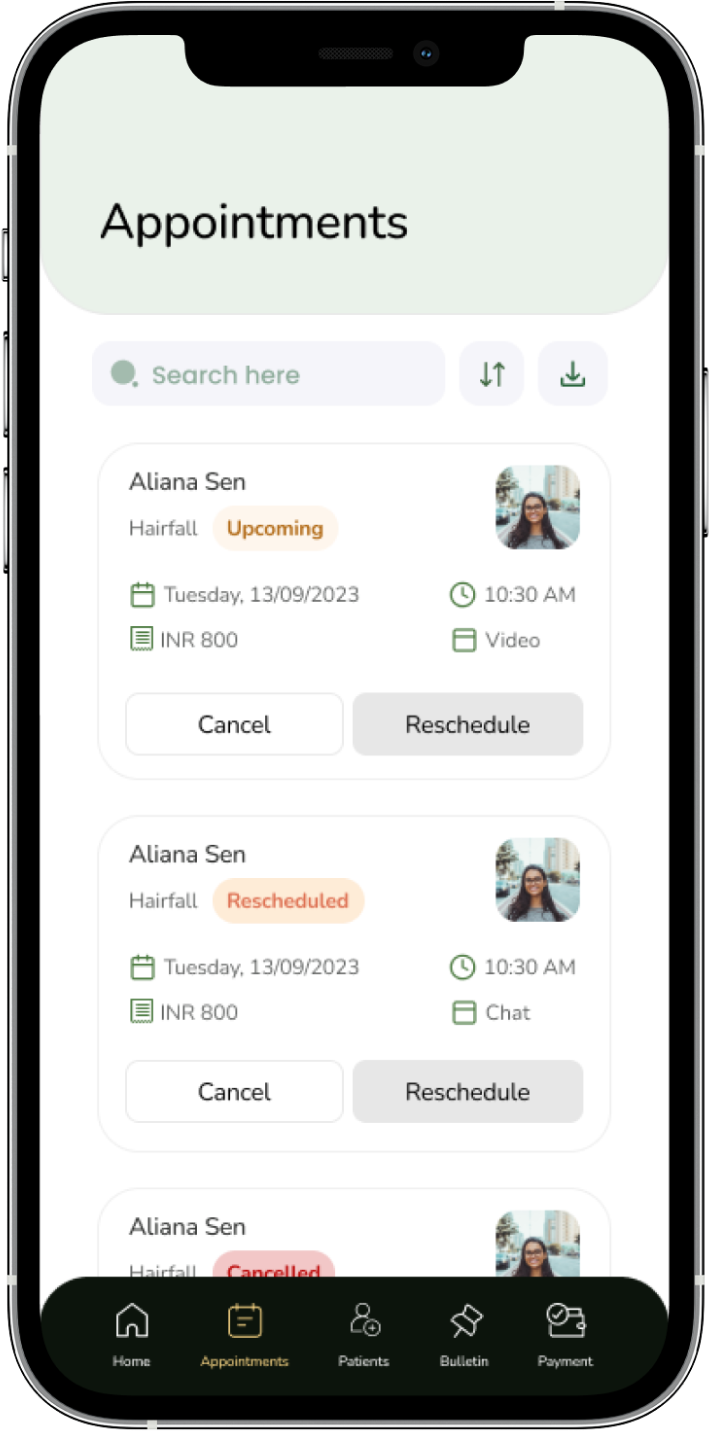 Appointments
Search here
Aliana Sen
Hairfall Upcoming
Tuesday, 13/09/2023 10:30 AM
INR 800 Video
Cancel Reschedule
Aliana Sen
Hairfall Rescheduled
Tuesday, 13/09/2023 10:30 AM
INR 800 Chat
Cancel Reschedule
Aliana Sen
Hairfall Cancelled
Home Appointments Patients Bulletin Payment